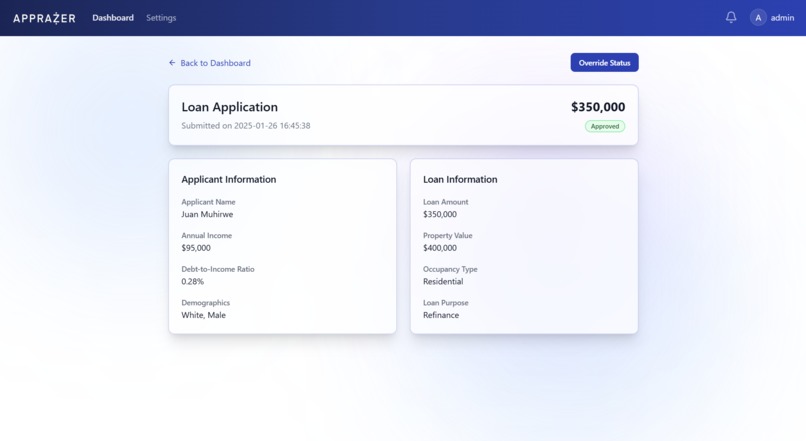 APPRAZER
Dashboard
Settings
A
admin
← Back to Dashboard
Override Status
Loan Application
$350,000
Submitted on 2025-01-26 16:45:38
Approved
Applicant Information
Applicant Name
Juan Muhirwe
Annual Income
$95,000
Debt-to-Income Ratio
0.28%
Demographics
White, Male
Loan Information
Loan Amount
$350,000
Property Value
$400,000
Occupancy Type
Residential
Loan Purpose
Refinance